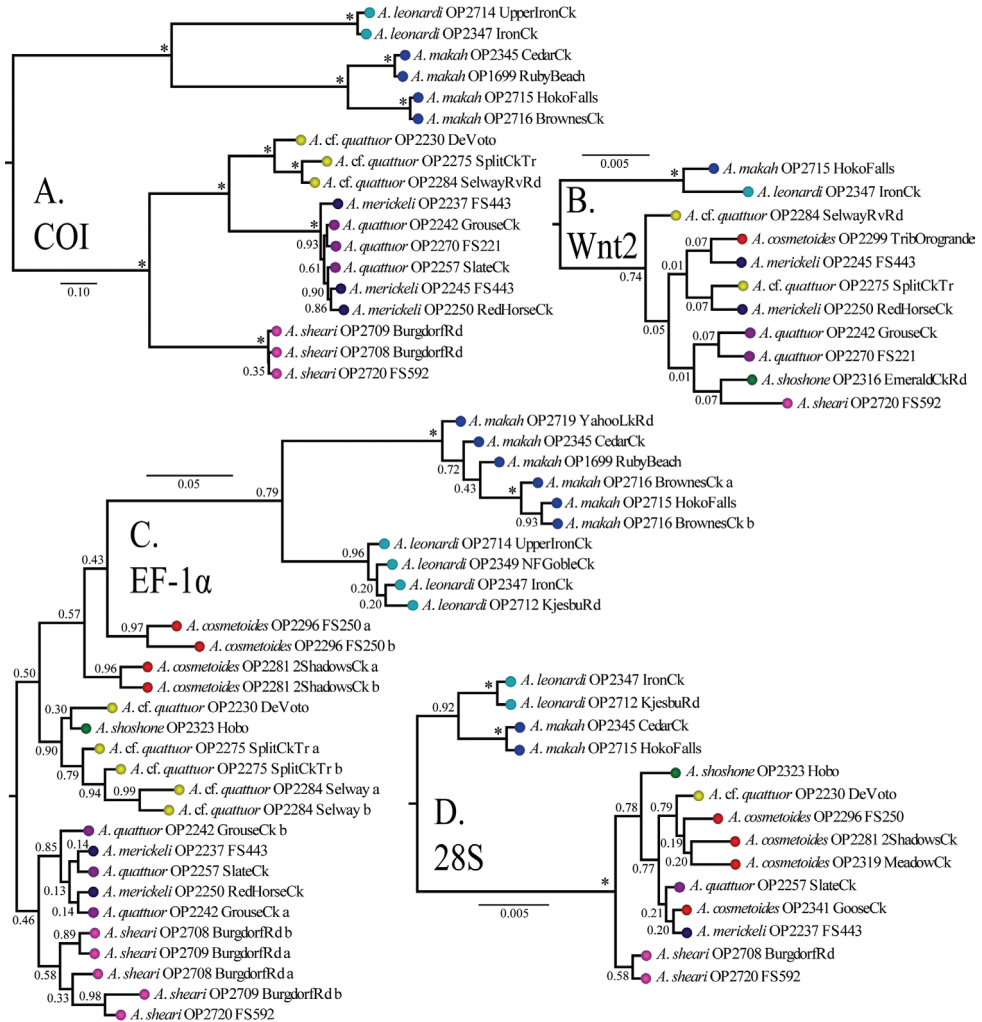 A.
COI
*
*
*
*
*
*
*
*
*
*
*
A. leonardi OP2714 UpperIronCk
A. leonardi OP2347 IronCk
A. makah OP2345 CedarCk
A. makah OP1699 RubyBeach
A. makah OP2715 HokoFalls
A. makah OP2716 BrownesCk
A. cf. quattuor OP2230 DeVoto
A. cf. quattuor OP2275 SplitCkTr
A. cf. quattuor OP2284 SelwayRvRd
A. merickeli OP2237 FS443
A. quattuor OP2242 GrouseCk
0.93
A. quattuor OP2270 FS221
0.61
A. quattuor OP2257 SlateCk
0.90
A. merickeli OP2245 FS443
0.86
A. merickeli OP2250 RedHorseCk
0.10
A. sheari OP2709 BurgdorfRd
A. sheari OP2708 BurgdorfRd
0.35
A. sheari OP2720 FS592
B.
Wnt2
0.005
*
A. makah OP2715 HokoFalls
A. leonardi OP2347 IronCk
A. cf. quattuor OP2284 SelwayRvRd
0.07
A. cosmetoides OP2299 TribOrogrande
A. merickeli OP2245 FS443
0.74
0.01
A. cf. quattuor OP2275 SplitCkTr
0.07
A. merickeli OP2250 RedHorseCk
0.05
0.07
A. quattuor OP2242 GrouseCk
A. quattuor OP2270 FS221
0.01
A. shoshone OP2316 EmeraldCkRd
0.07
A. sheari OP2720 FS592
C.
EF-1α
0.05
*
A. makah OP2719 YahooLkRd
A. makah OP2345 CedarCk
0.72
A. makah OP1699 RubyBeach
0.43
*
A. makah OP2716 BrownesCk a
A. makah OP2715 HokoFalls
0.93
A. makah OP2716 BrownesCk b
0.79
A. leonardi OP2714 UpperIronCk
0.96
A. leonardi OP2349 NFGobleCk
0.20
A. leonardi OP2347 IronCk
0.20
A. leonardi OP2712 KjesbuRd
0.43
0.57
0.97
A. cosmetoides OP2296 FS250 a
A. cosmetoides OP2296 FS250 b
0.96
A. cosmetoides OP2281 2ShadowsCk a
A. cosmetoides OP2281 2ShadowsCk b
0.50
0.30
A. cf. quattuor OP2230 DeVoto
A. shoshone OP2323 Hobo
0.90
A. cf. quattuor OP2275 SplitCkTr a
0.79
A. cf. quattuor OP2275 SplitCkTr b
0.94
0.99
A. cf. quattuor OP2284 Selway a
A. cf. quattuor OP2284 Selway b
A. quattuor OP2242 GrouseCk b
0.85
0.14
A. merickeli OP2237 FS443
A. quattuor OP2257 SlateCk
0.13
A. merickeli OP2250 RedHorseCk
0.14
A. quattuor OP2242 GrouseCk a
0.46
0.89
A. sheari OP2708 BurgdorfRd b
A. sheari OP2709 BurgdorfRd a
0.58
A. sheari OP2708 BurgdorfRd a
0.33
0.98
A. sheari OP2709 BurgdorfRd b
A. sheari OP2720 FS592
D.
28S
0.005
*
A. leonardi OP2347 IronCk
0.92
A. leonardi OP2712 KjesbuRd
*
A. makah OP2345 CedarCk
A. makah OP2715 HokoFalls
*
0.78
A. shoshone OP2323 Hobo
0.79
A. cf. quattuor OP2230 DeVoto
A. cosmetoides OP2296 FS250
0.19
A. cosmetoides OP2281 2ShadowsCk
0.20
A. cosmetoides OP2319 MeadowCk
0.77
A. quattuor OP2257 SlateCk
0.21
A. cosmetoides OP2341 GooseCk
0.20
A. merickeli OP2237 FS443
A. sheari OP2708 BurgdorfRd
0.58
A. sheari OP2720 FS592